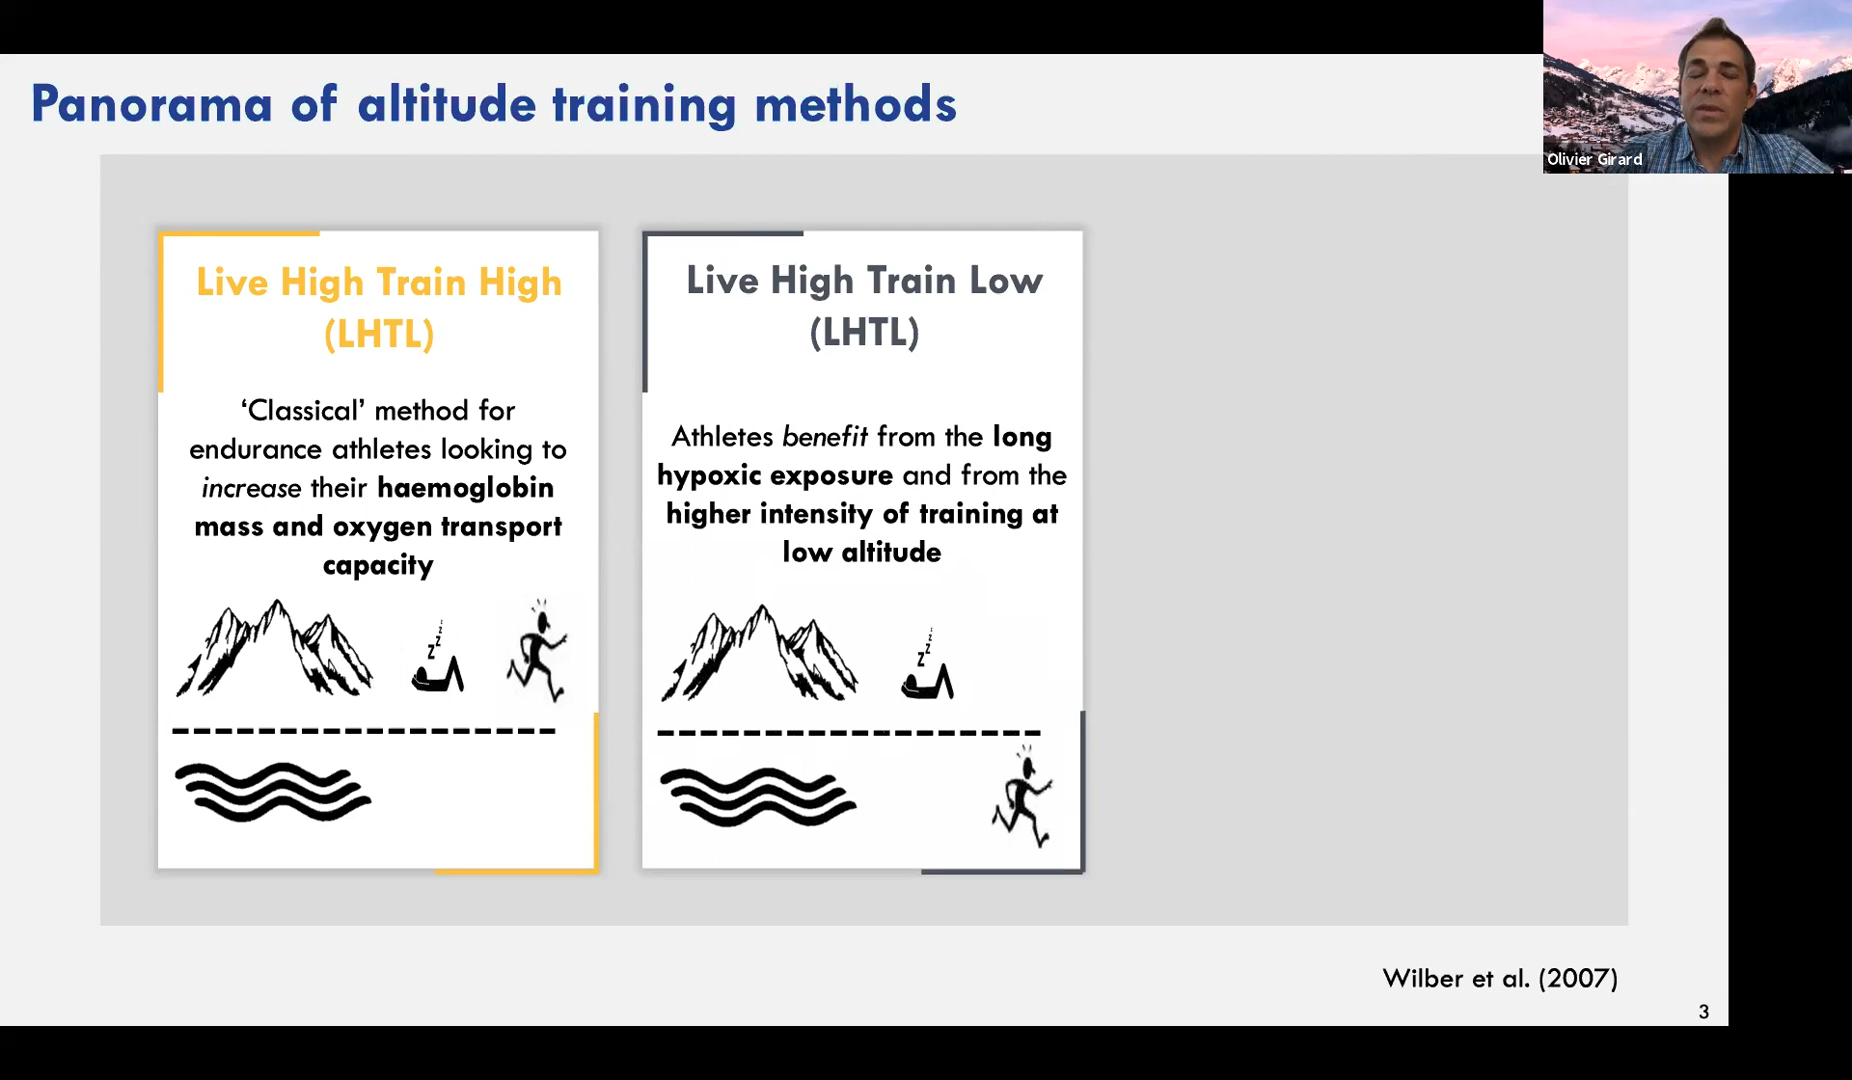 Panorama of altitude training methods
Olivier Girard
Live High Train High
(LHTL)
‘Classical’ method for
endurance athletes looking to
increase their haemoglobin
mass and oxygen transport
capacity
z z z z
Live High Train Low
(LHTL)
Athletes benefit from the long
hypoxic exposure and from the
higher intensity of training at
low altitude
z z z z
Wilber et al. (2007)
3